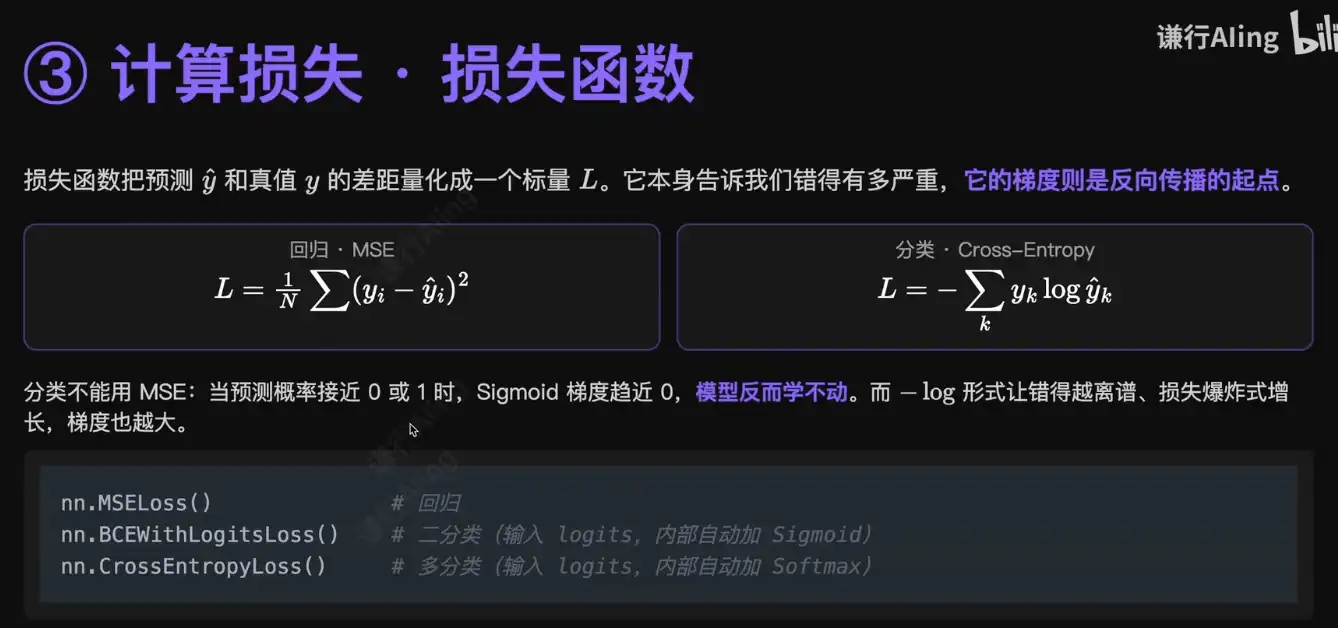 谦行AIing bili
③ 计算损失 · 损失函数
损失函数把预测 ŷ 和真值 y 的差距量化成一个标量 L。它本身告诉我们错得有多严重，它的梯度则是反向传播的起点。
回归 · MSE
L = 1/N ∑(yᵢ − ŷᵢ)²
分类 · Cross-Entropy
L = − ∑ₖ yₖ log ŷₖ
分类不能用 MSE：当预测概率接近 0 或 1 时，Sigmoid 梯度趋近 0，模型反而学不动。而 − log 形式让错得越离谱、损失爆炸式增
长，梯度也越大。
nn.MSELoss() # 回归
nn.BCEWithLogitsLoss() # 二分类（输入 logits，内部自动加 Sigmoid）
nn.CrossEntropyLoss() # 多分类（输入 logits，内部自动加 Softmax）